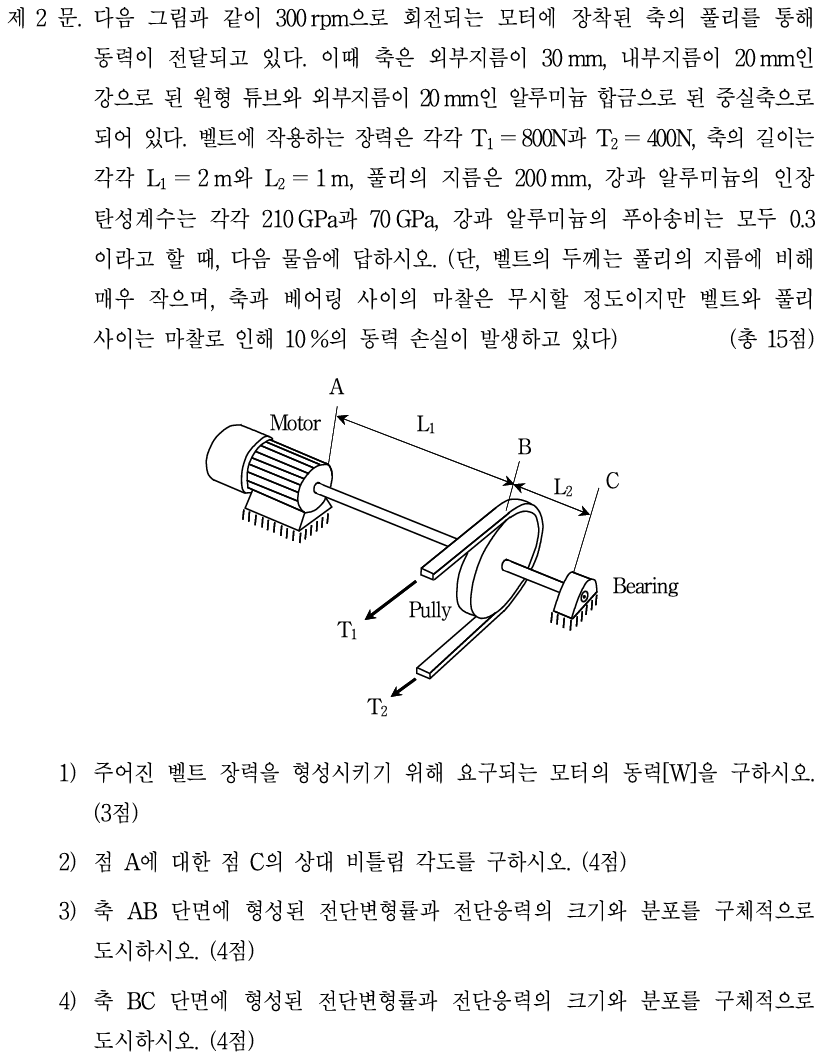 제 2 문. 다음 그림과 같이 300 rpm으로 회전되는 모터에 장착된 축의 풀리를 통해
동력이 전달되고 있다. 이때 축은 외부지름이 30 mm, 내부지름이 20 mm인
강으로 된 원형 튜브와 외부지름이 20 mm인 알루미늄 합금으로 된 중실축으로
되어 있다. 벨트에 작용하는 장력은 각각 T₁ = 800N과 T₂ = 400N, 축의 길이는
각각 L₁ = 2 m와 L₂ = 1 m, 풀리의 지름은 200 mm, 강과 알루미늄의 인장
탄성계수는 각각 210 GPa과 70 GPa, 강과 알루미늄의 푸아송비는 모두 0.3
이라고 할 때, 다음 물음에 답하시오. (단, 벨트의 두께는 풀리의 지름에 비해
매우 작으며, 축과 베어링 사이의 마찰은 무시할 정도이지만 벨트와 풀리
사이는 마찰로 인해 10 %의 동력 손실이 발생하고 있다) (총 15점)
A
Motor
L₁
B
L₂
C
Bearing
Pully
T₁
T₂
1) 주어진 벨트 장력을 형성시키기 위해 요구되는 모터의 동력[W]을 구하시오.
(3점)
2) 점 A에 대한 점 C의 상대 비틀림 각도를 구하시오. (4점)
3) 축 AB 단면에 형성된 전단변형률과 전단응력의 크기와 분포를 구체적으로
도시하시오. (4점)
4) 축 BC 단면에 형성된 전단변형률과 전단응력의 크기와 분포를 구체적으로
도시하시오. (4점)